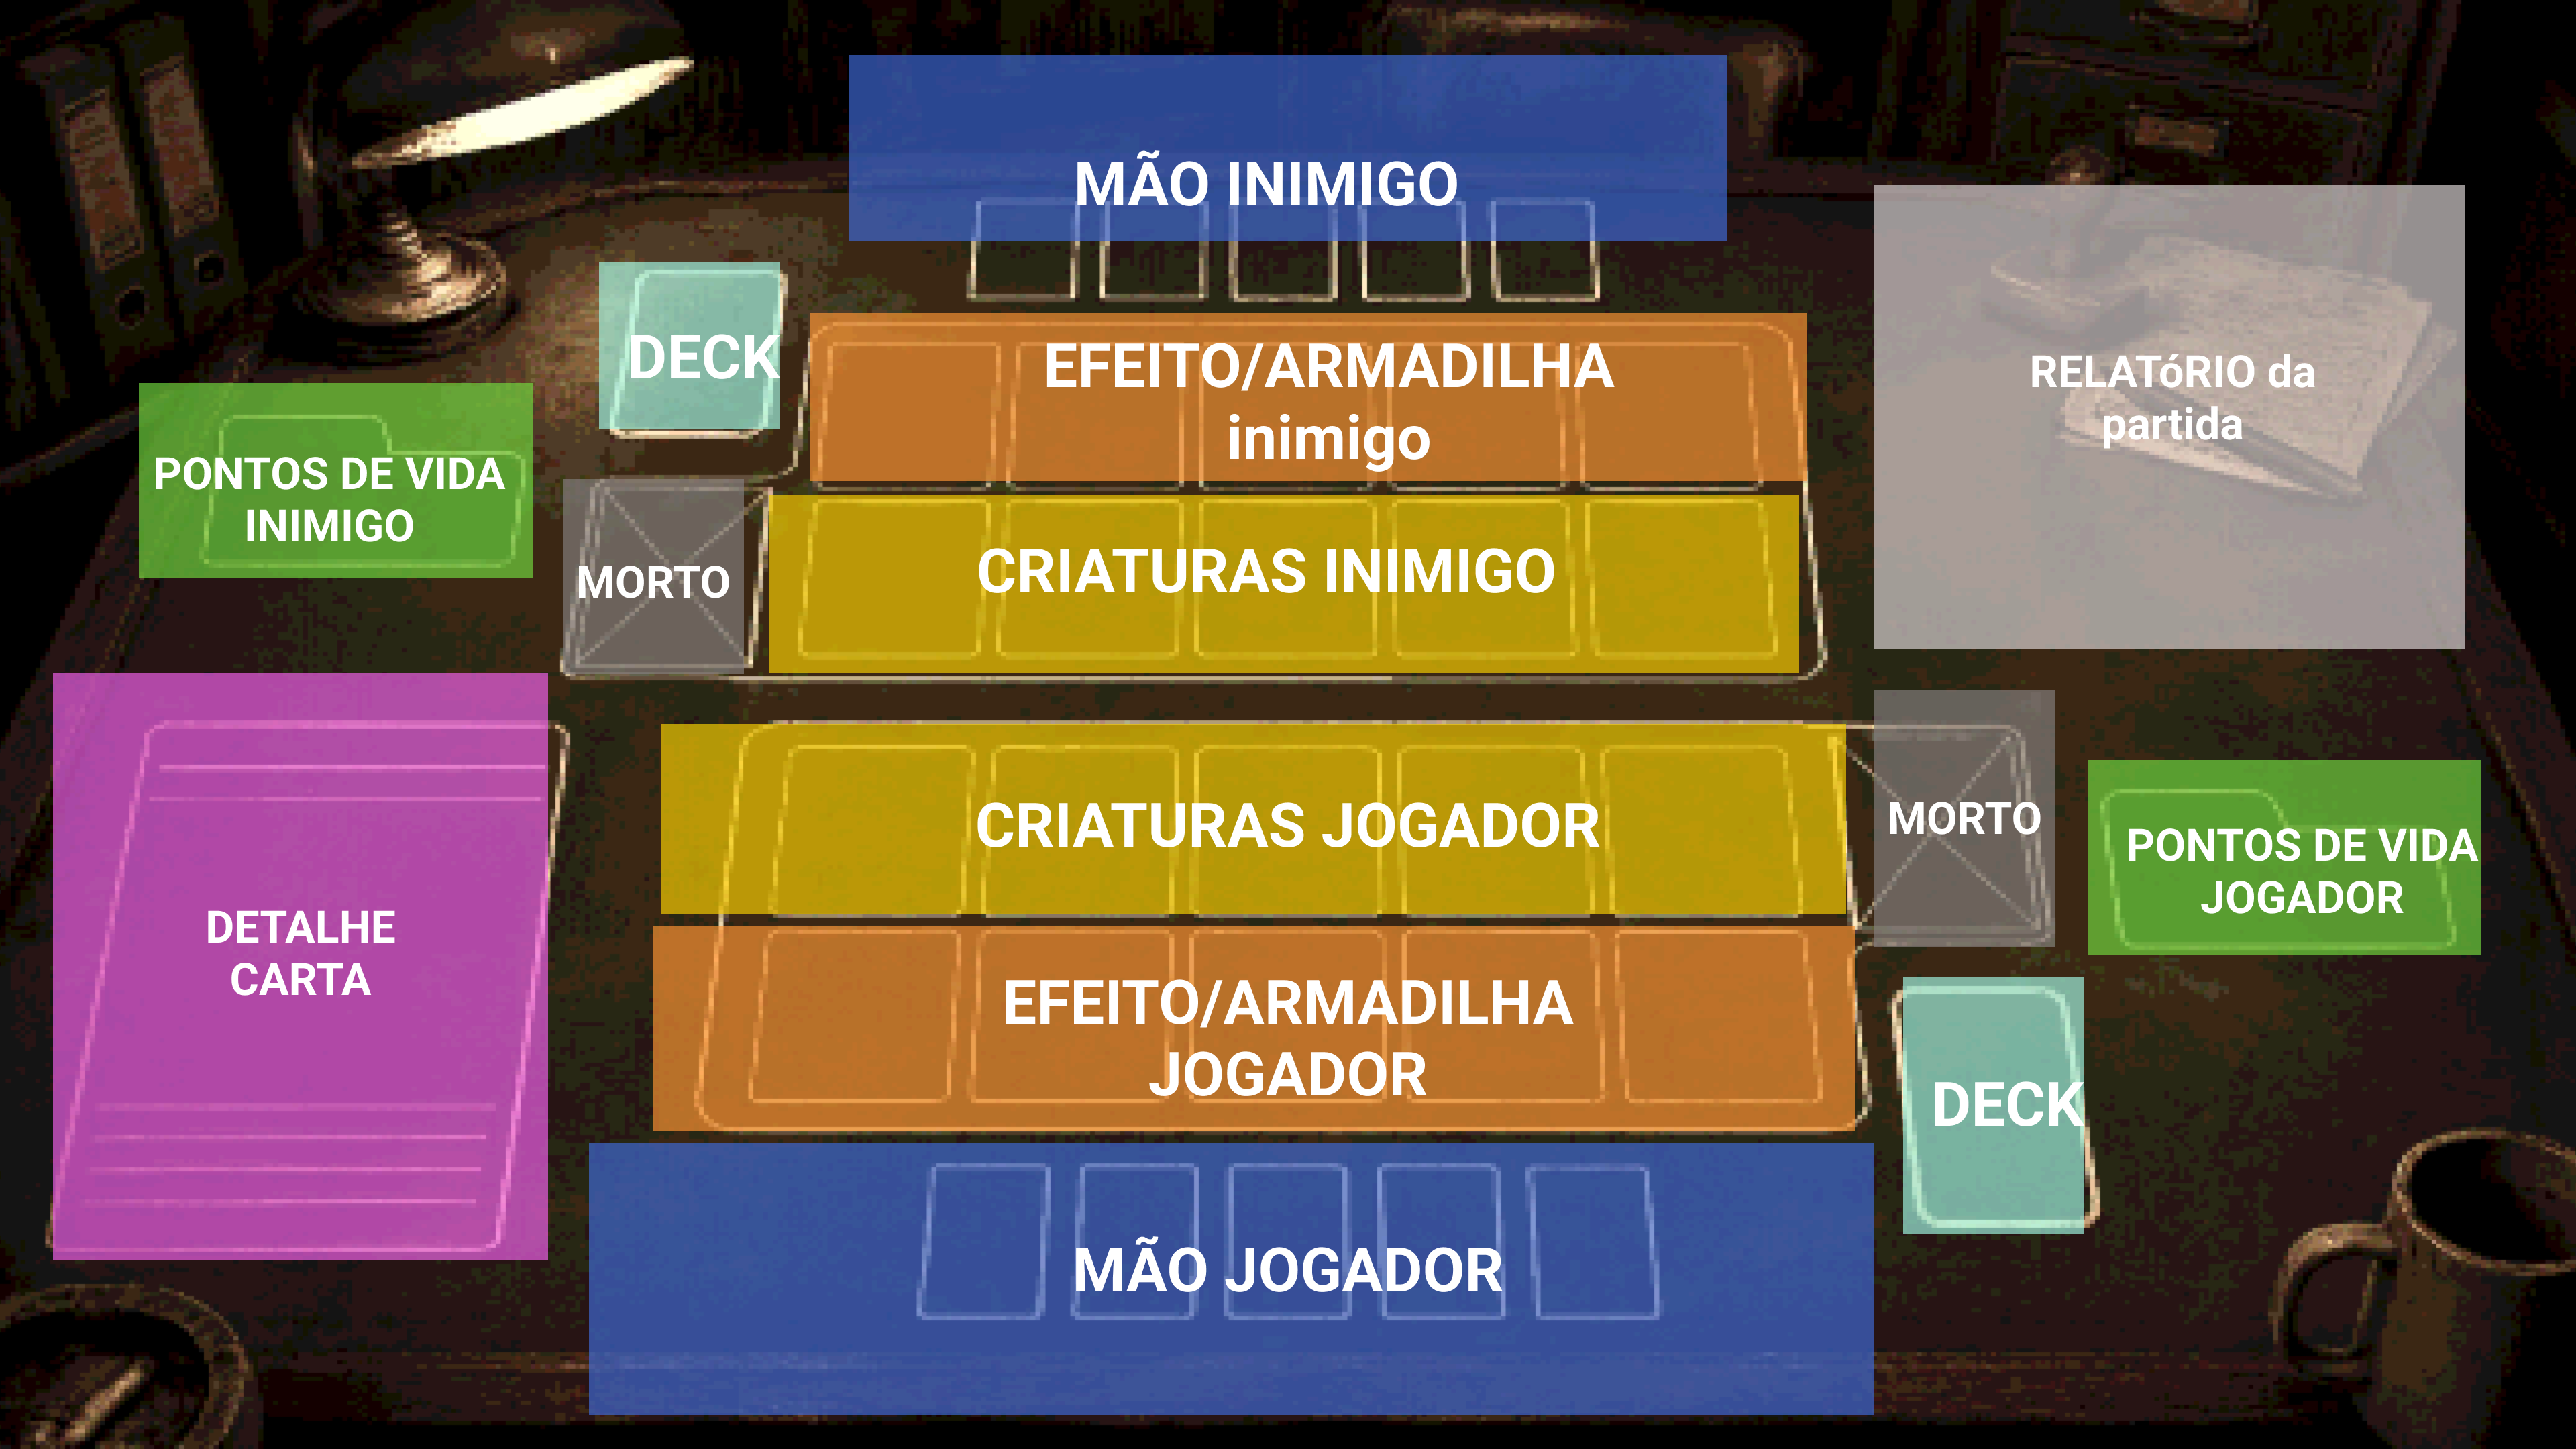 MÃO INIMIGO
DECK
EFEITO/ARMADILHA
inimigo
RELATóRIO da
partida
PONTOS DE VIDA
INIMIGO
MORTO
CRIATURAS INIMIGO
CRIATURAS JOGADOR
MORTO
PONTOS DE VIDA
JOGADOR
DETALHE
CARTA
EFEITO/ARMADILHA
JOGADOR
DECK
MÃO JOGADOR